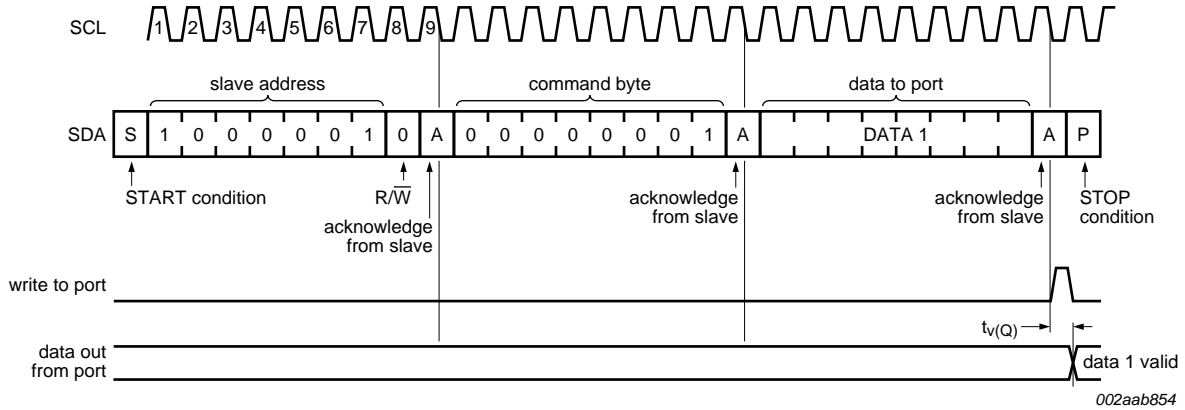 SCL 1 2 3 4 5 6 7 8 9
slave address command byte data to port
SDA S 1 0 0 0 0 0 1 0 A 0 0 0 0 0 0 0 1 A DATA 1 A P
START condition R/W̅ acknowledge from slave acknowledge from slave acknowledge from slave STOP condition
write to port
tv(Q)
data out from port data 1 valid
002aab854